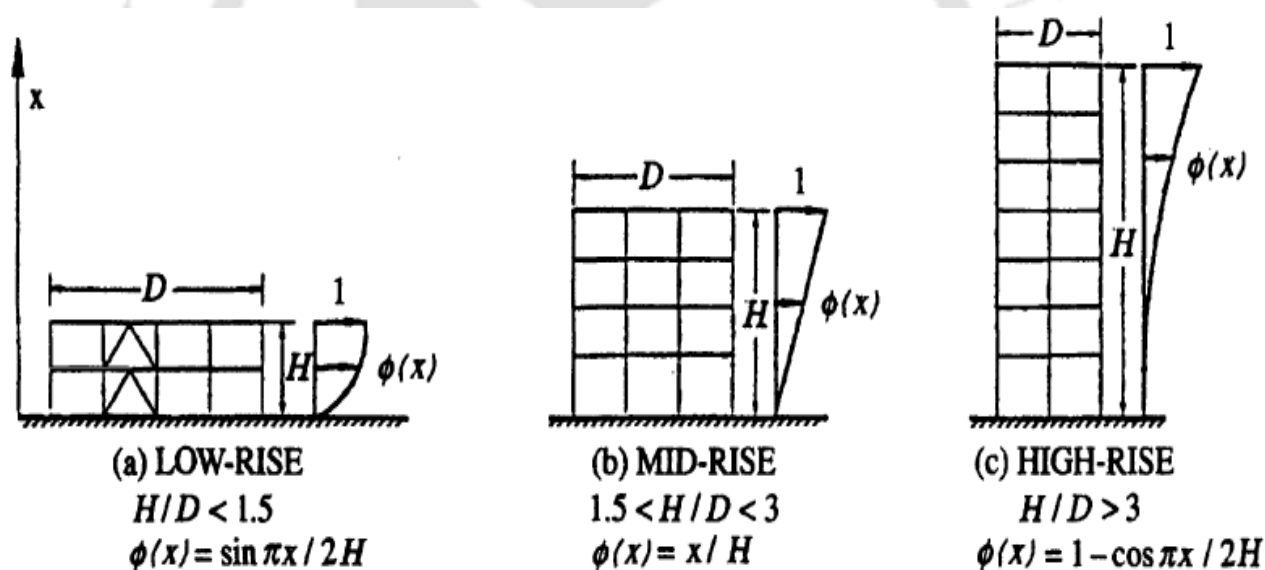 x
D
1
H
ϕ(x)
(a) LOW-RISE
H/D < 1.5
ϕ(x) = sin πx / 2H
D
1
H
ϕ(x)
(b) MID-RISE
1.5 < H/D < 3
ϕ(x) = x/ H
D
1
H
ϕ(x)
(c) HIGH-RISE
H / D > 3
ϕ(x) = 1 – cos πx / 2H